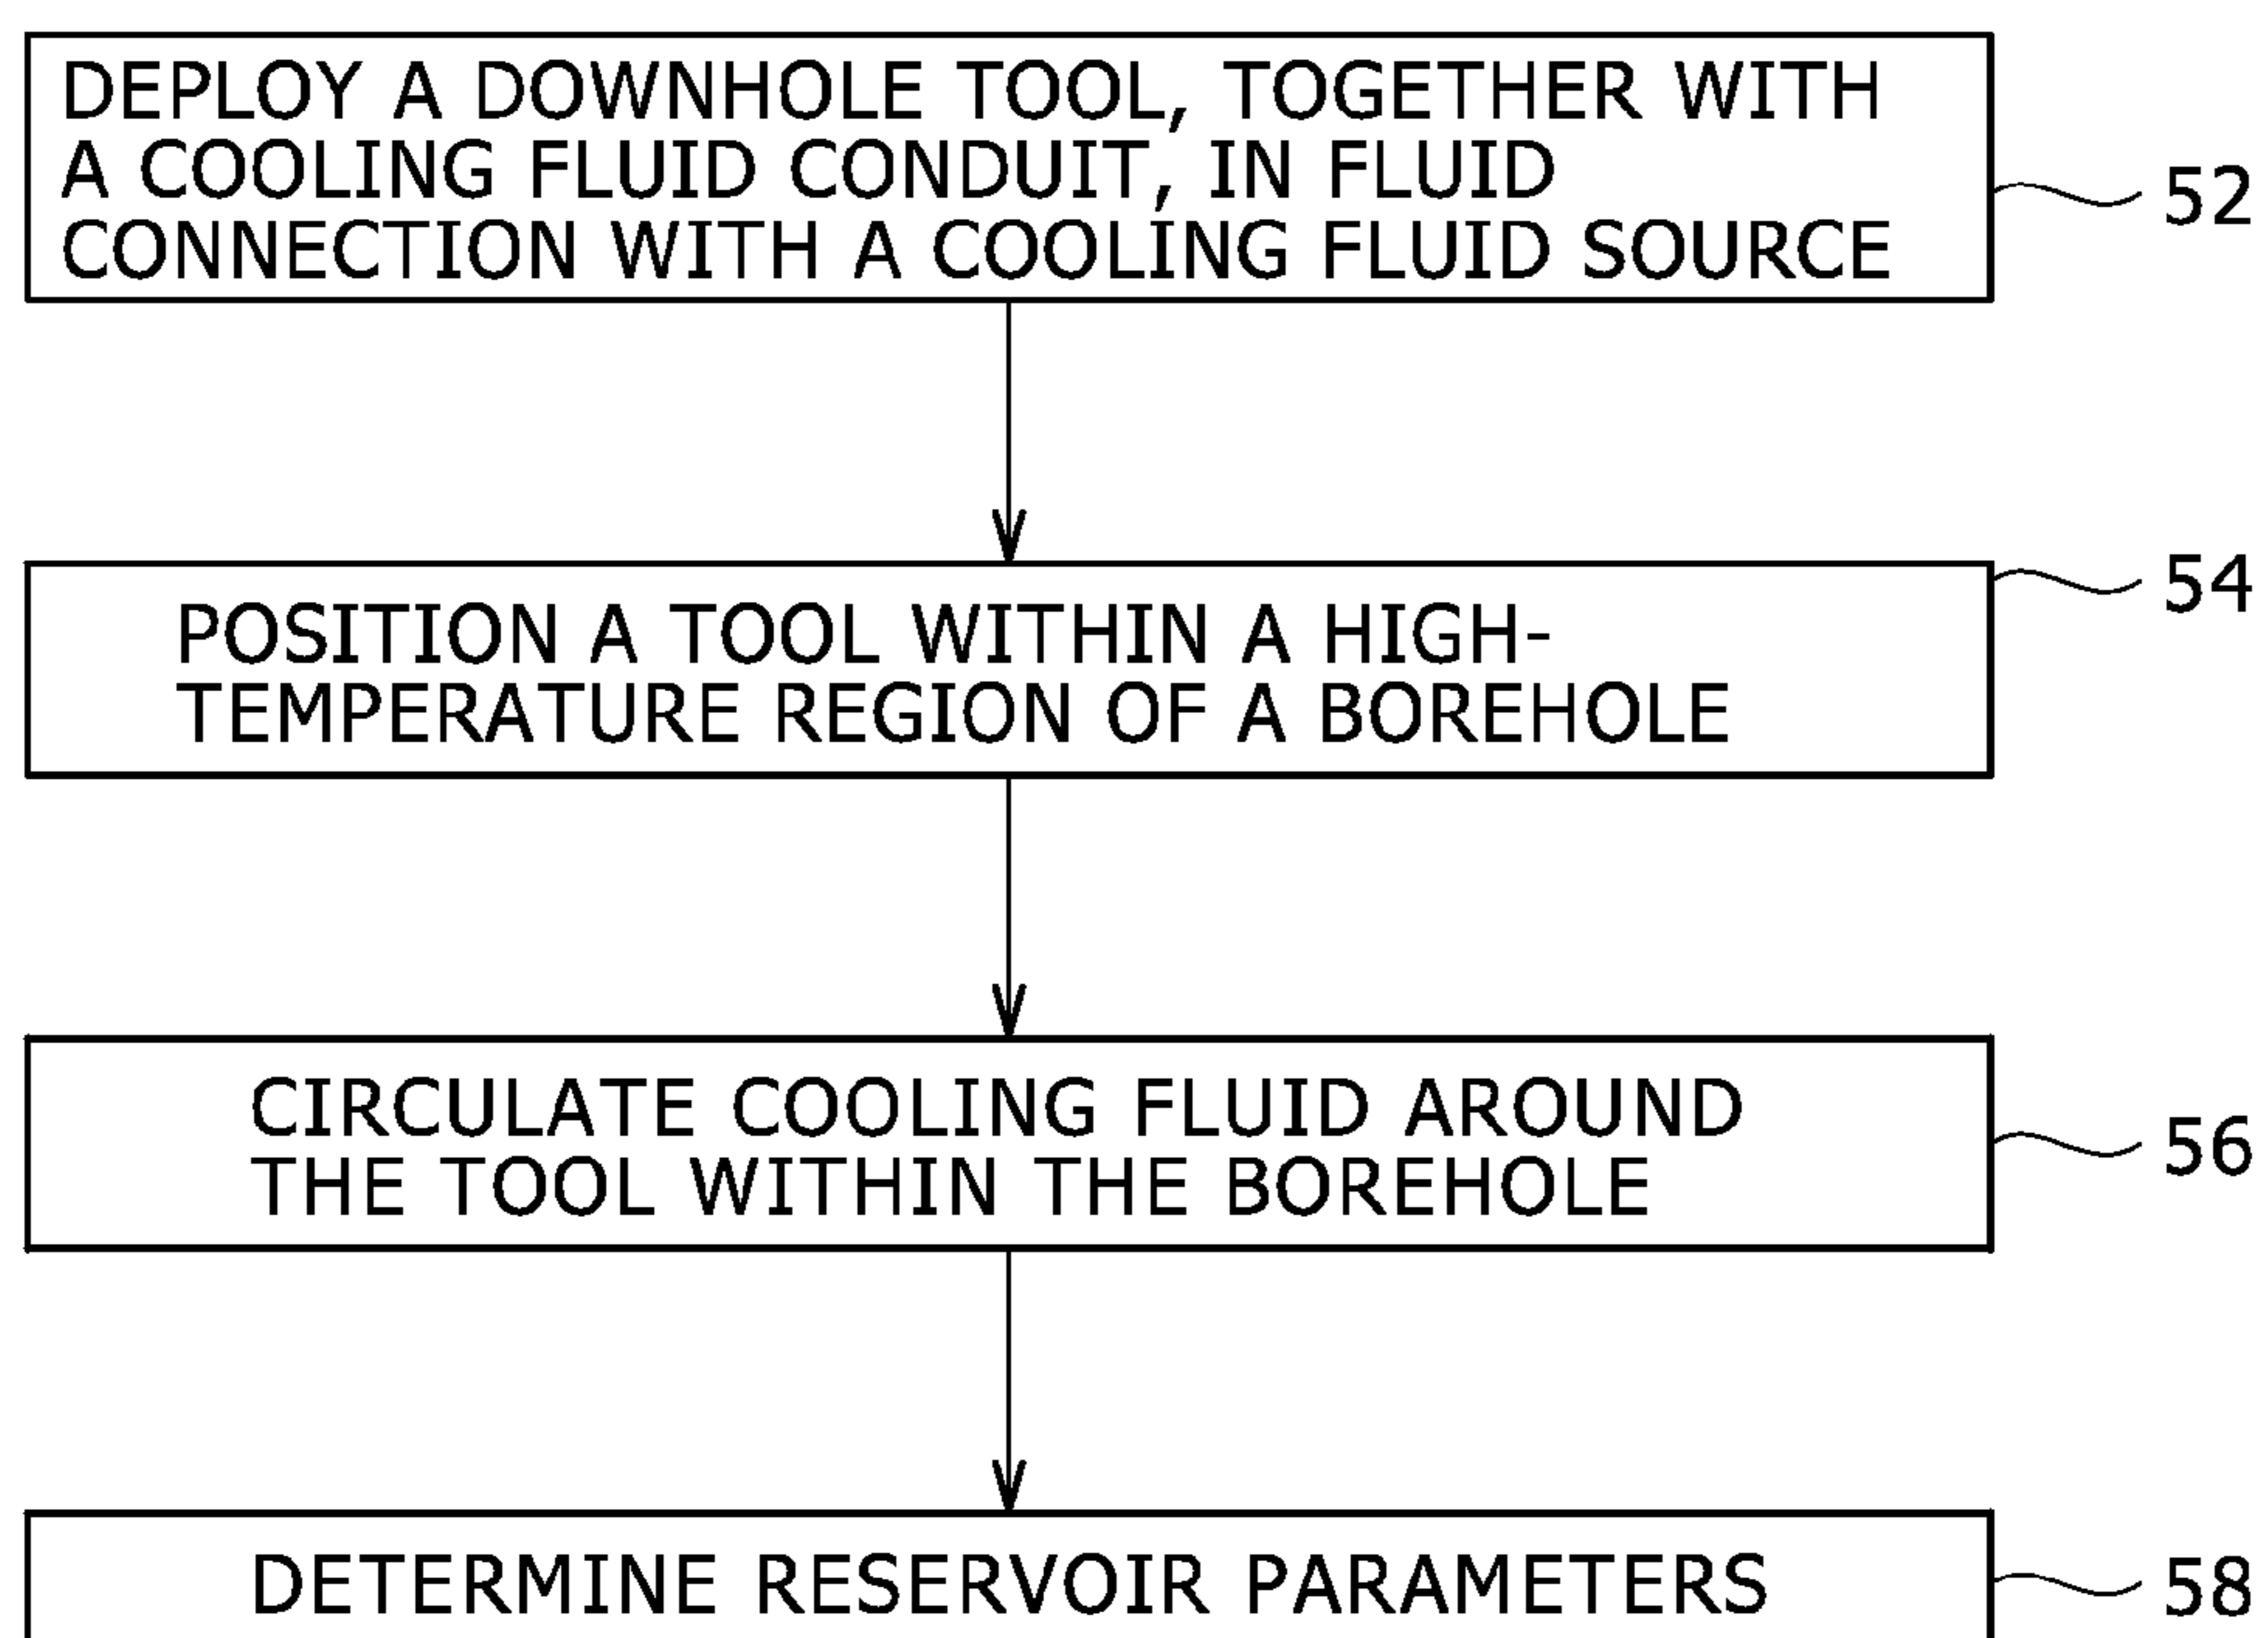 DEPLOY A DOWNHOLE TOOL, TOGETHER WITH
A COOLING FLUID CONDUIT, IN FLUID
CONNECTION WITH A COOLING FLUID SOURCE
52
54
POSITION A TOOL WITHIN A HIGH-
TEMPERATURE REGION OF A BOREHOLE
CIRCULATE COOLING FLUID AROUND
THE TOOL WITHIN THE BOREHOLE
56
DETERMINE RESERVOIR PARAMETERS
58